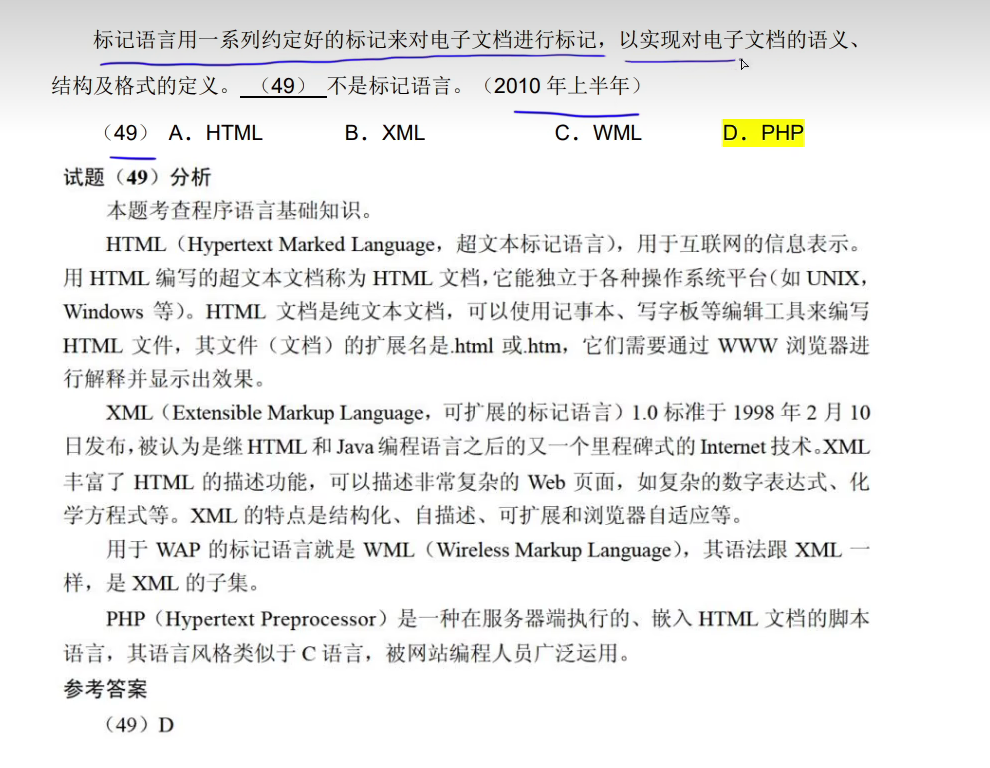 标记语言用一系列约定好的标记来对电子文档进行标记，以实现对电子文档的语义、
结构及格式的定义。（49）不是标记语言。（2010 年上半年）
（49） A．HTML B．XML C．WML D．PHP
试题（49）分析
本题考查程序语言基础知识。
HTML（Hypertext Marked Language，超文本标记语言），用于互联网的信息表示。
用 HTML 编写的超文本文档称为 HTML 文档，它能独立于各种操作系统平台（如 UNIX，
Windows 等）。HTML 文档是纯文本文档，可以使用记事本、写字板等编辑工具来编写
HTML 文件，其文件（文档）的扩展名是.html 或.htm，它们需要通过 WWW 浏览器进
行解释并显示出效果。
XML（Extensible Markup Language，可扩展的标记语言）1.0 标准于 1998 年 2 月 10
日发布，被认为是继 HTML 和 Java 编程语言之后的又一个里程碑式的 Internet 技术。XML
丰富了 HTML 的描述功能，可以描述非常复杂的 Web 页面，如复杂的数字表达式、化
学方程式等。XML 的特点是结构化、自描述、可扩展和浏览器自适应等。
用于 WAP 的标记语言就是 WML（Wireless Markup Language），其语法跟 XML 一
样，是 XML 的子集。
PHP（Hypertext Preprocessor）是一种在服务器端执行的、嵌入 HTML 文档的脚本
语言，其语言风格类似于 C 语言，被网站编程人员广泛运用。
参考答案
（49）D